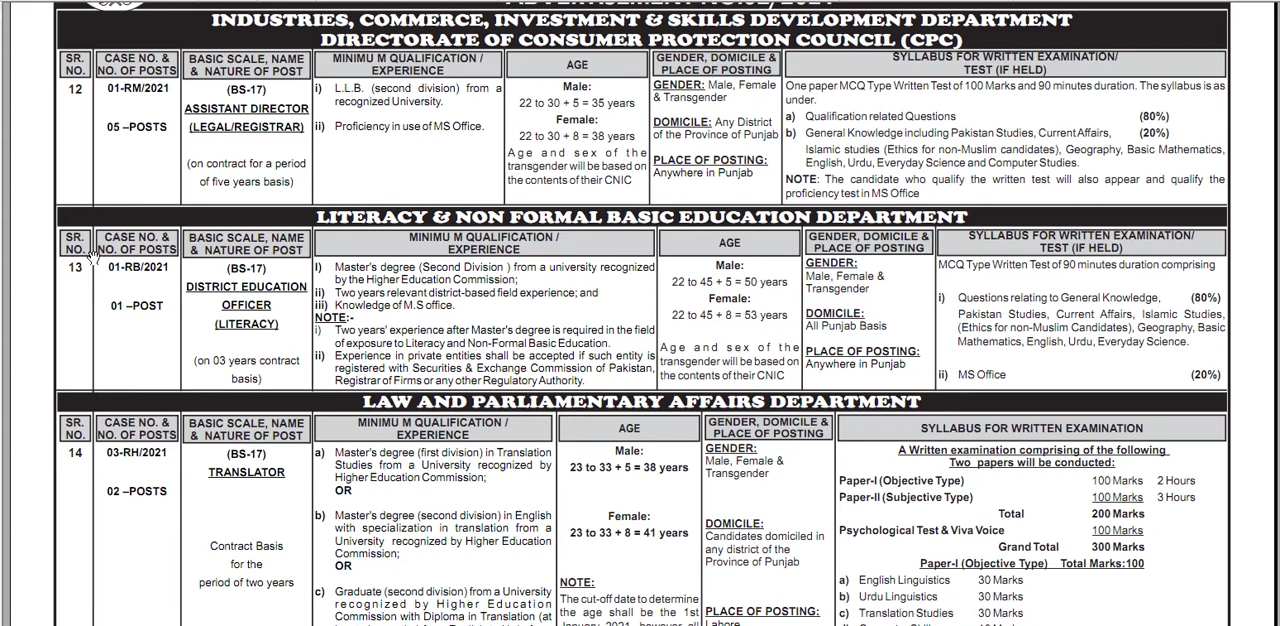 INDUSTRIES, COMMERCE, INVESTMENT & SKILLS DEVELOPMENT DEPARTMENT
DIRECTORATE OF CONSUMER PROTECTION COUNCIL (CPC)
SR. NO.
CASE NO. & NO. OF POSTS
BASIC SCALE, NAME & NATURE OF POST
MINIMU M QUALIFICATION / EXPERIENCE
AGE
GENDER, DOMICILE & PLACE OF POSTING
SYLLABUS FOR WRITTEN EXAMINATION/ TEST (IF HELD)
12
01-RM/2021
05 –POSTS
(BS-17)
ASSISTANT DIRECTOR
(LEGAL/REGISTRAR)
(on contract for a period
of five years basis)
i) L.L.B. (second division) from a
recognized University.
ii) Proficiency in use of MS Office.
Male:
22 to 30 + 5 = 35 years
Female:
22 to 30 + 8 = 38 years
Age and sex of the
transgender will be based on
the contents of their CNIC
GENDER: Male, Female
& Transgender
DOMICILE: Any District
of the Province of Punjab
PLACE OF POSTING:
Anywhere in Punjab
One paper MCQ Type Written Test of 100 Marks and 90 minutes duration. The syllabus is as
under.
a) Qualification related Questions (80%)
b) General Knowledge including Pakistan Studies, Current Affairs, (20%)
Islamic studies (Ethics for non-Muslim candidates), Geography, Basic Mathematics,
English, Urdu, Everyday Science and Computer Studies.
NOTE: The candidate who qualify the written test will also appear and qualify the
proficiency test in MS Office
LITERACY & NON FORMAL BASIC EDUCATION DEPARTMENT
SR. NO.
CASE NO. & NO. OF POSTS
BASIC SCALE, NAME & NATURE OF POST
MINIMU M QUALIFICATION / EXPERIENCE
AGE
GENDER, DOMICILE & PLACE OF POSTING
SYLLABUS FOR WRITTEN EXAMINATION/ TEST (IF HELD)
13
01-RB/2021
01 –POST
(BS-17)
DISTRICT EDUCATION
OFFICER
(LITERACY)
(on 03 years contract
basis)
I) Master's degree (Second Division ) from a university recognized
by the Higher Education Commission;
ii) Two years relevant district-based field experience; and
iii) Knowledge of M.S office.
NOTE:-
i) Two years' experience after Master's degree is required in the field
of exposure to Literacy and Non-Formal Basic Education.
ii) Experience in private entities shall be accepted if such entity is
registered with Securities & Exchange Commission of Pakistan,
Registrar of Firms or any other Regulatory Authority.
Male:
22 to 45 + 5 = 50 years
Female:
22 to 45 + 8 = 53 years
Age and sex of the
transgender will be based on
the contents of their CNIC
GENDER:
Male, Female &
Transgender
DOMICILE:
All Punjab Basis
PLACE OF POSTING:
Anywhere in Punjab
MCQ Type Written Test of 90 minutes duration comprising
i) Questions relating to General Knowledge, (80%)
Pakistan Studies, Current Affairs, Islamic Studies,
(Ethics for non-Muslim Candidates), Geography, Basic
Mathematics, English, Urdu, Everyday Science.
ii) MS Office (20%)
LAW AND PARLIAMENTARY AFFAIRS DEPARTMENT
SR. NO.
CASE NO. & NO. OF POSTS
BASIC SCALE, NAME & NATURE OF POST
MINIMU M QUALIFICATION / EXPERIENCE
AGE
GENDER, DOMICILE & PLACE OF POSTING
SYLLABUS FOR WRITTEN EXAMINATION
14
03-RH/2021
02 –POSTS
(BS-17)
TRANSLATOR
Contract Basis
for the
period of two years
a) Master's degree (first division) in Translation
Studies from a University recognized by
Higher Education Commission;
OR
b) Master's degree (second division) in English
with specialization in translation from a
University recognized by Higher Education
Commission;
OR
c) Graduate (second division) from a University
recognized by Higher Education
Commission with Diploma in Translation (at
Male:
23 to 33 + 5 = 38 years
Female:
23 to 33 + 8 = 41 years
NOTE:
The cut-off date to determine
the age shall be the 1st
GENDER:
Male, Female &
Transgender
DOMICILE:
Candidates domiciled in
any district of the
Province of Punjab
PLACE OF POSTING:
Lahore
A Written examination comprising of the following
Two papers will be conducted:
Paper-I (Objective Type) 100 Marks 2 Hours
Paper-II (Subjective Type) 100 Marks 3 Hours
Total 200 Marks
Psychological Test & Viva Voice 100 Marks
Grand Total 300 Marks
Paper-I (Objective Type) Total Marks:100
a) English Linguistics 30 Marks
b) Urdu Linguistics 30 Marks
c) Translation Studies 30 Marks